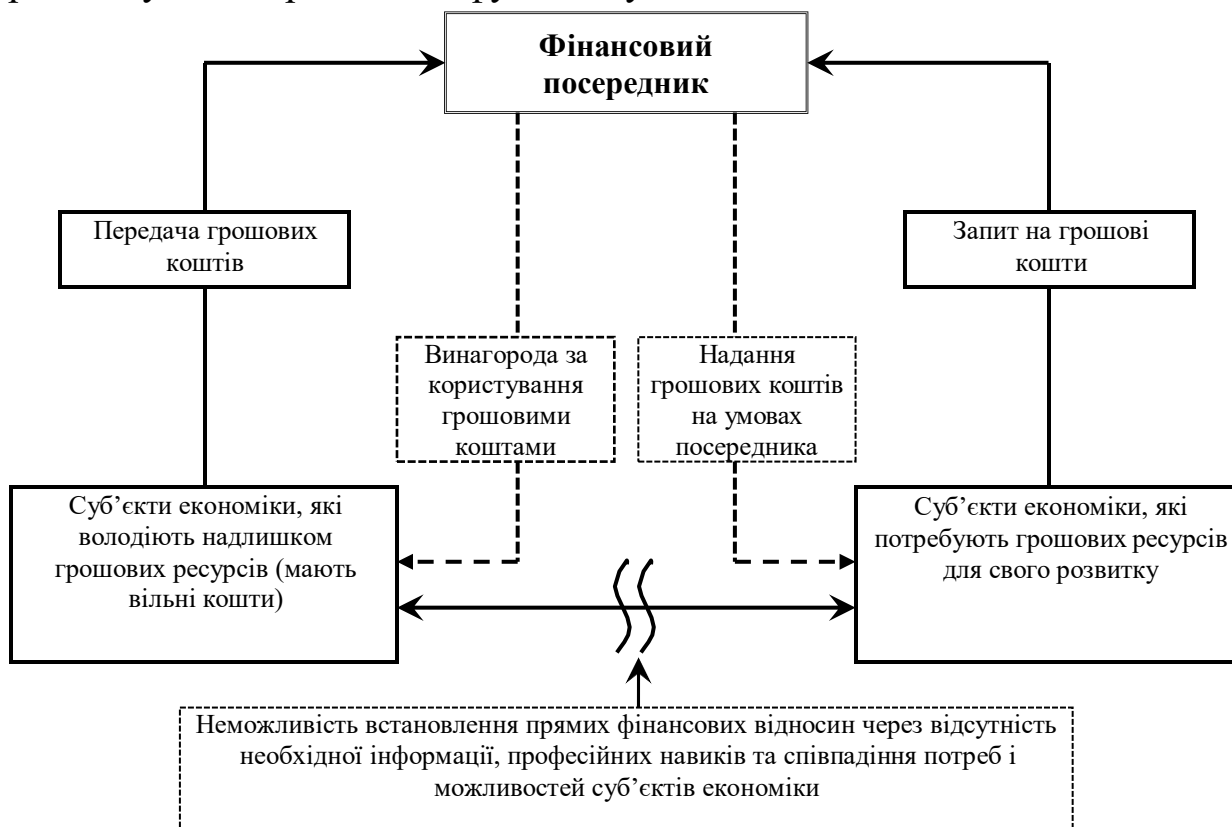 Фінансовий
посередник
Передача грошових
коштів
Запит на грошові
кошти
Винагорода за
користування
грошовими
коштами
Надання
грошових коштів
на умовах
посередника
Суб’єкти економіки, які
володіють надлишком
грошових ресурсів (мають
вільні кошти)
Суб’єкти економіки, які
потребують грошових ресурсів
для свого розвитку
Неможливість встановлення прямих фінансових відносин через відсутність
необхідної інформації, професійних навиків та співпадіння потреб і
можливостей суб’єктів економіки